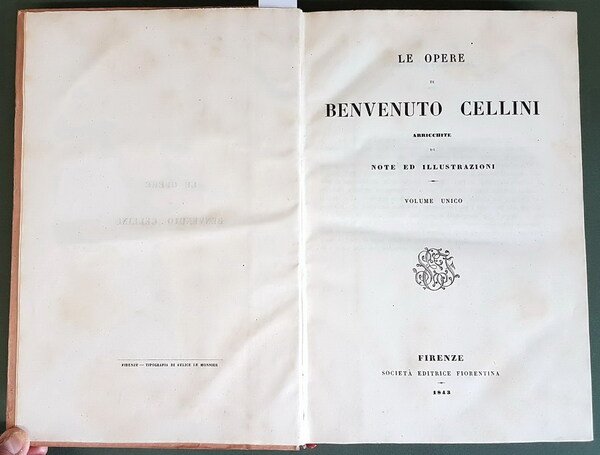 FIRENZE — TIPOGRAFIA DI FELICE LE MONNIER
LE OPERE
DI
BENVENUTO CELLINI
ARRICCHITE
DI
NOTE ED ILLUSTRAZIONI
VOLUME UNICO
FIRENZE
SOCIETÀ EDITRICE FIORENTINA
1843